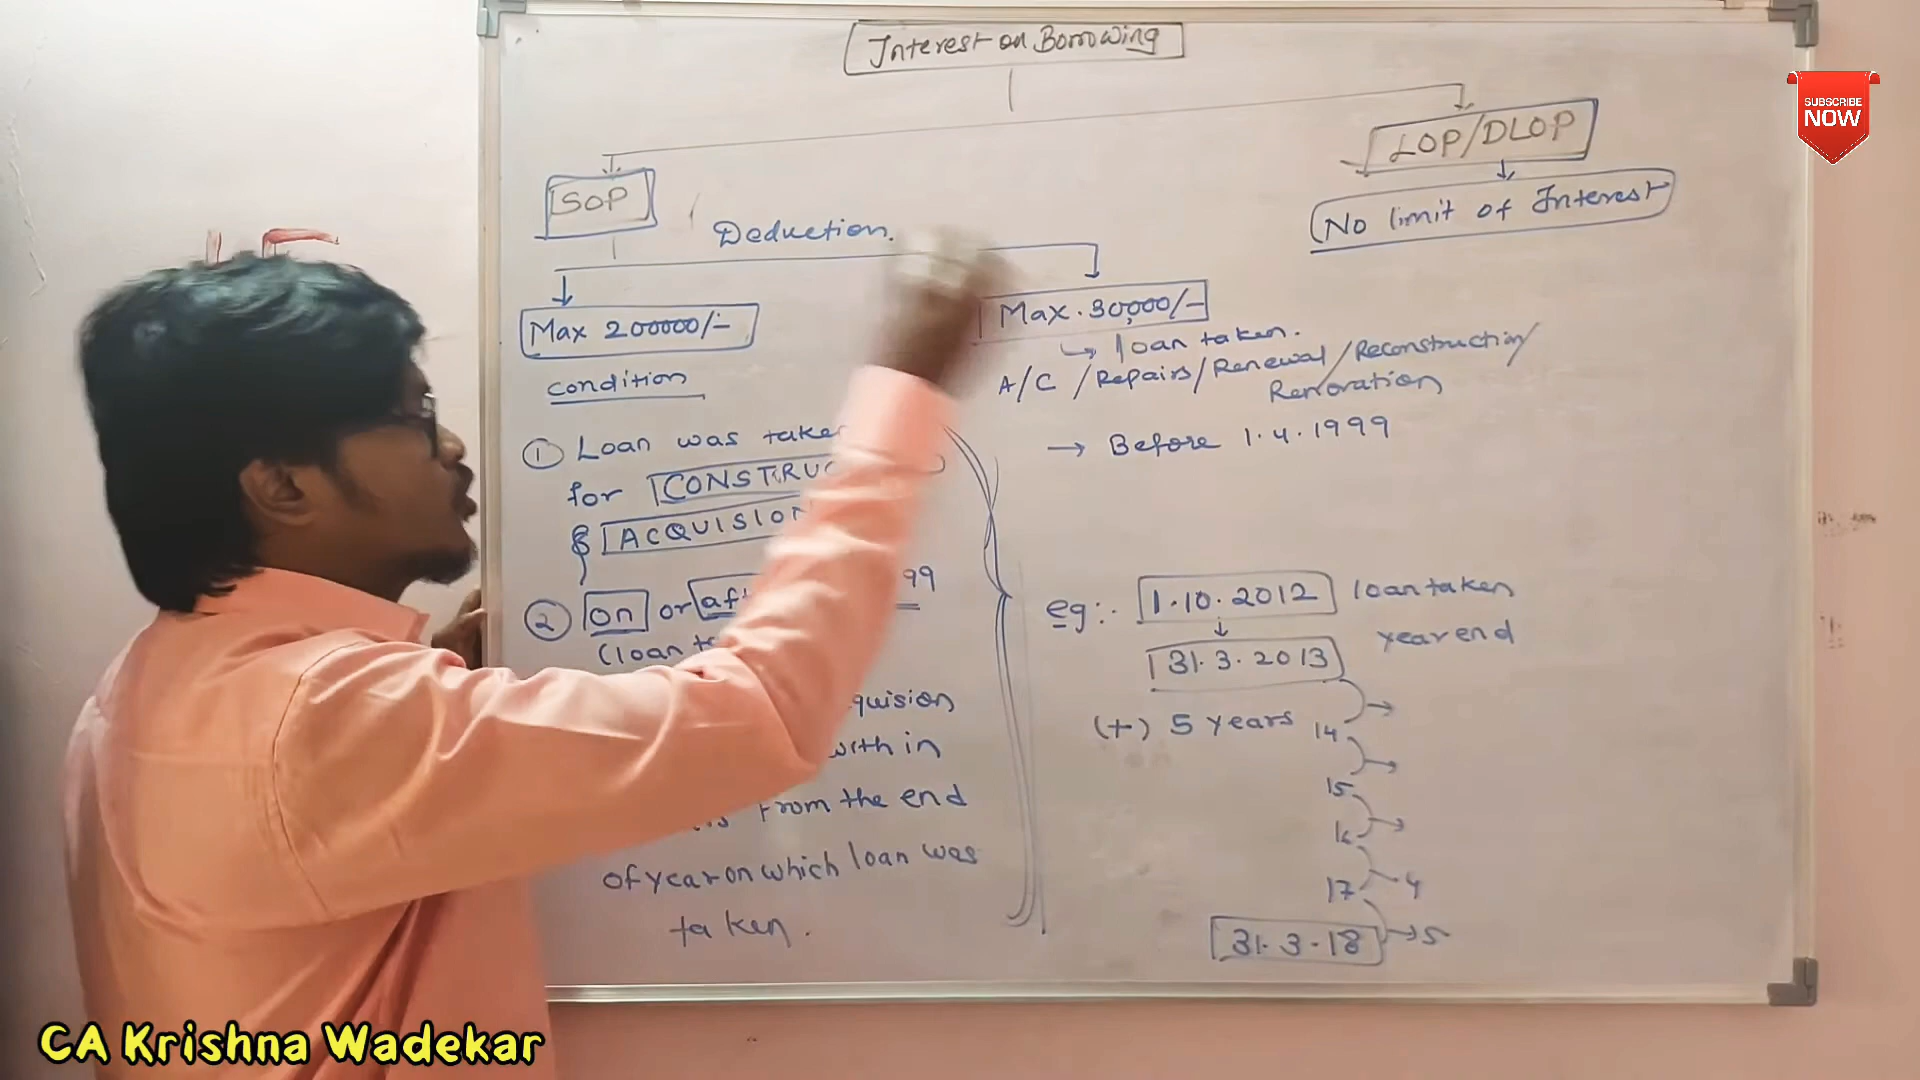 Interest on Borrowing
SUBSCRIBE
NOW
LOP/DLOP
SOP
No limit of Interest
Deduction.
Max 200000/-
Max. 30,000/-
loan taken.
A/C / Repairs / Renewal / Reconstruction /
Renovation
condition
→ Before 1.4.1999
① Loan was taken
for CONSTRUC
& ACQUISION
② on or aft 99
(loan t
quision
with in
From the end
of year on which loan was
taken.
eg:. 1.10.2012 loan taken
31.3.2013 year end
(+) 5 years
14
15
16
17 4
31.3.18 → 5
CA Krishna Wadekar